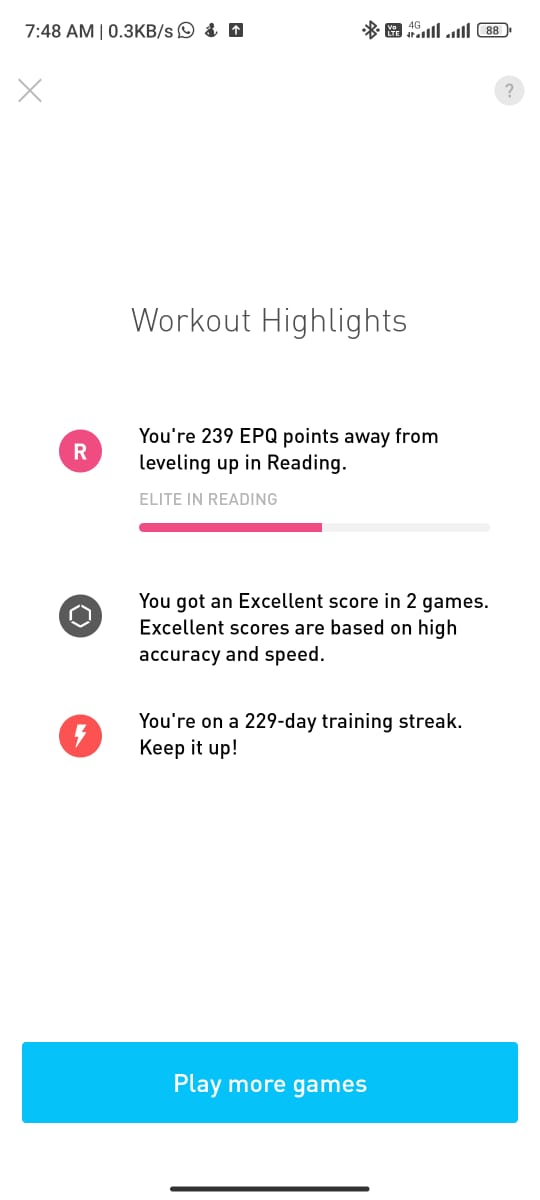 7:48 AM | 0.3KB/s Vo LTE 4G 88
?
Workout Highlights
R
You're 239 EPQ points away from
leveling up in Reading.
ELITE IN READING
You got an Excellent score in 2 games.
Excellent scores are based on high
accuracy and speed.
You're on a 229-day training streak.
Keep it up!
Play more games